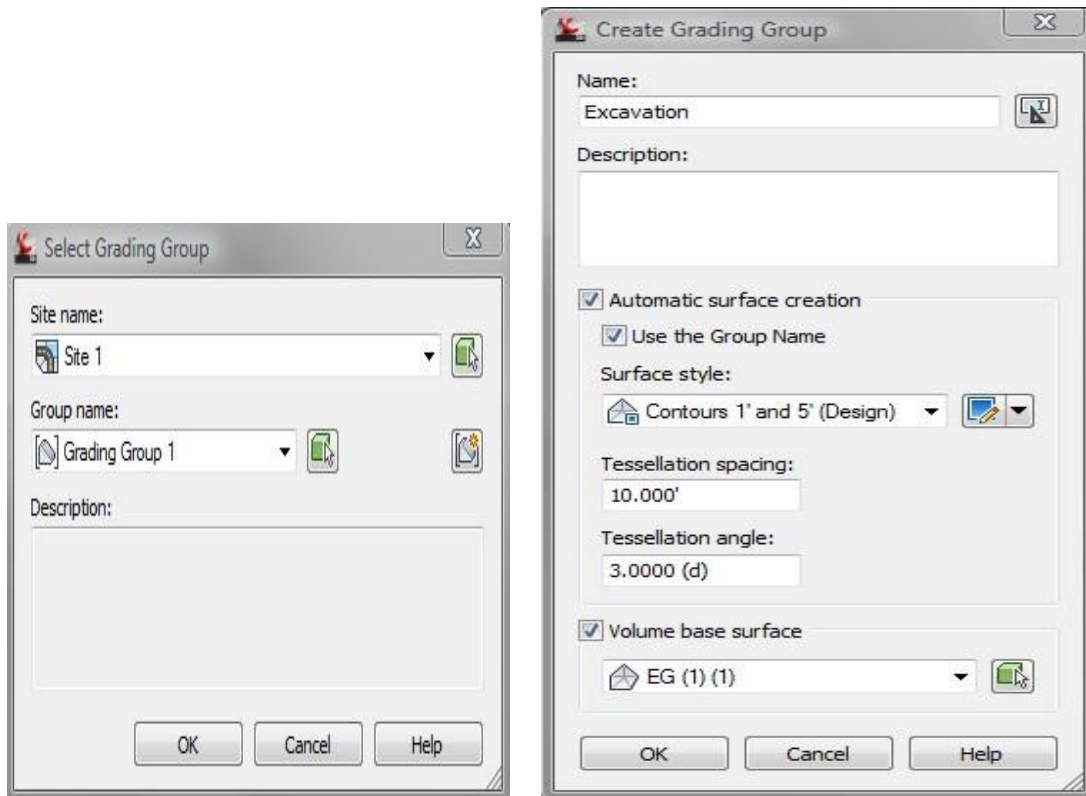 Select Grading Group
Site name:
Site 1
Group name:
Grading Group 1
Description:
OK Cancel Help
Create Grading Group
Name:
Excavation
Description:
Automatic surface creation
Use the Group Name
Surface style:
Contours 1' and 5' (Design)
Tessellation spacing:
10.000'
Tessellation angle:
3.0000 (d)
Volume base surface
EG (1) (1)
OK Cancel Help